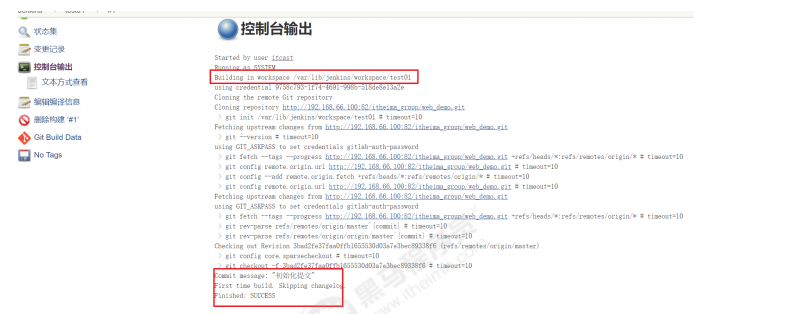 状态集
变更记录
控制台输出
文本方式查看
编辑编译信息
删除构建 '#1'
Git Build Data
No Tags
控制台输出
Started by user itcast
Running as SYSTEM
Building in workspace /var/lib/jenkins/workspace/test01
using credential
Cloning the remote Git repository
Cloning repository http://192.168.66.100:82/itheima_group/web_demo.git
> git init /var/lib/jenkins/workspace/test01 # timeout=10
Fetching upstream changes from http://192.168.66.100:82/itheima_group/web_demo.git
> git --version # timeout=10
using GIT_ASKPASS to set credentials gitlab-auth-password
> git fetch --tags --progress http://192.168.66.100:82/itheima_group/web_demo.git +refs/heads/*:refs/remotes/origin/* # timeout=10
> git config remote.origin.url http://192.168.66.100:82/itheima_group/web_demo.git # timeout=10
> git config --add remote.origin.fetch +refs/heads/*:refs/remotes/origin/* # timeout=10
> git config remote.origin.url http://192.168.66.100:82/itheima_group/web_demo.git # timeout=10
Fetching upstream changes from http://192.168.66.100:82/itheima_group/web_demo.git
using GIT_ASKPASS to set credentials gitlab-auth-password
> git fetch --tags --progress http://192.168.66.100:82/itheima_group/web_demo.git +refs/heads/*:refs/remotes/origin/* # timeout=10
> git rev-parse refs/remotes/origin/master^{commit} # timeout=10
> git rev-parse refs/remotes/origin/origin/master^{commit} # timeout=10
Checking out Revision (refs/remotes/origin/master)
> git config core.sparsecheckout # timeout=10
> git checkout -f # timeout=10
Commit message: "初始化提交"
First time build. Skipping changelog.
Finished: SUCCESS